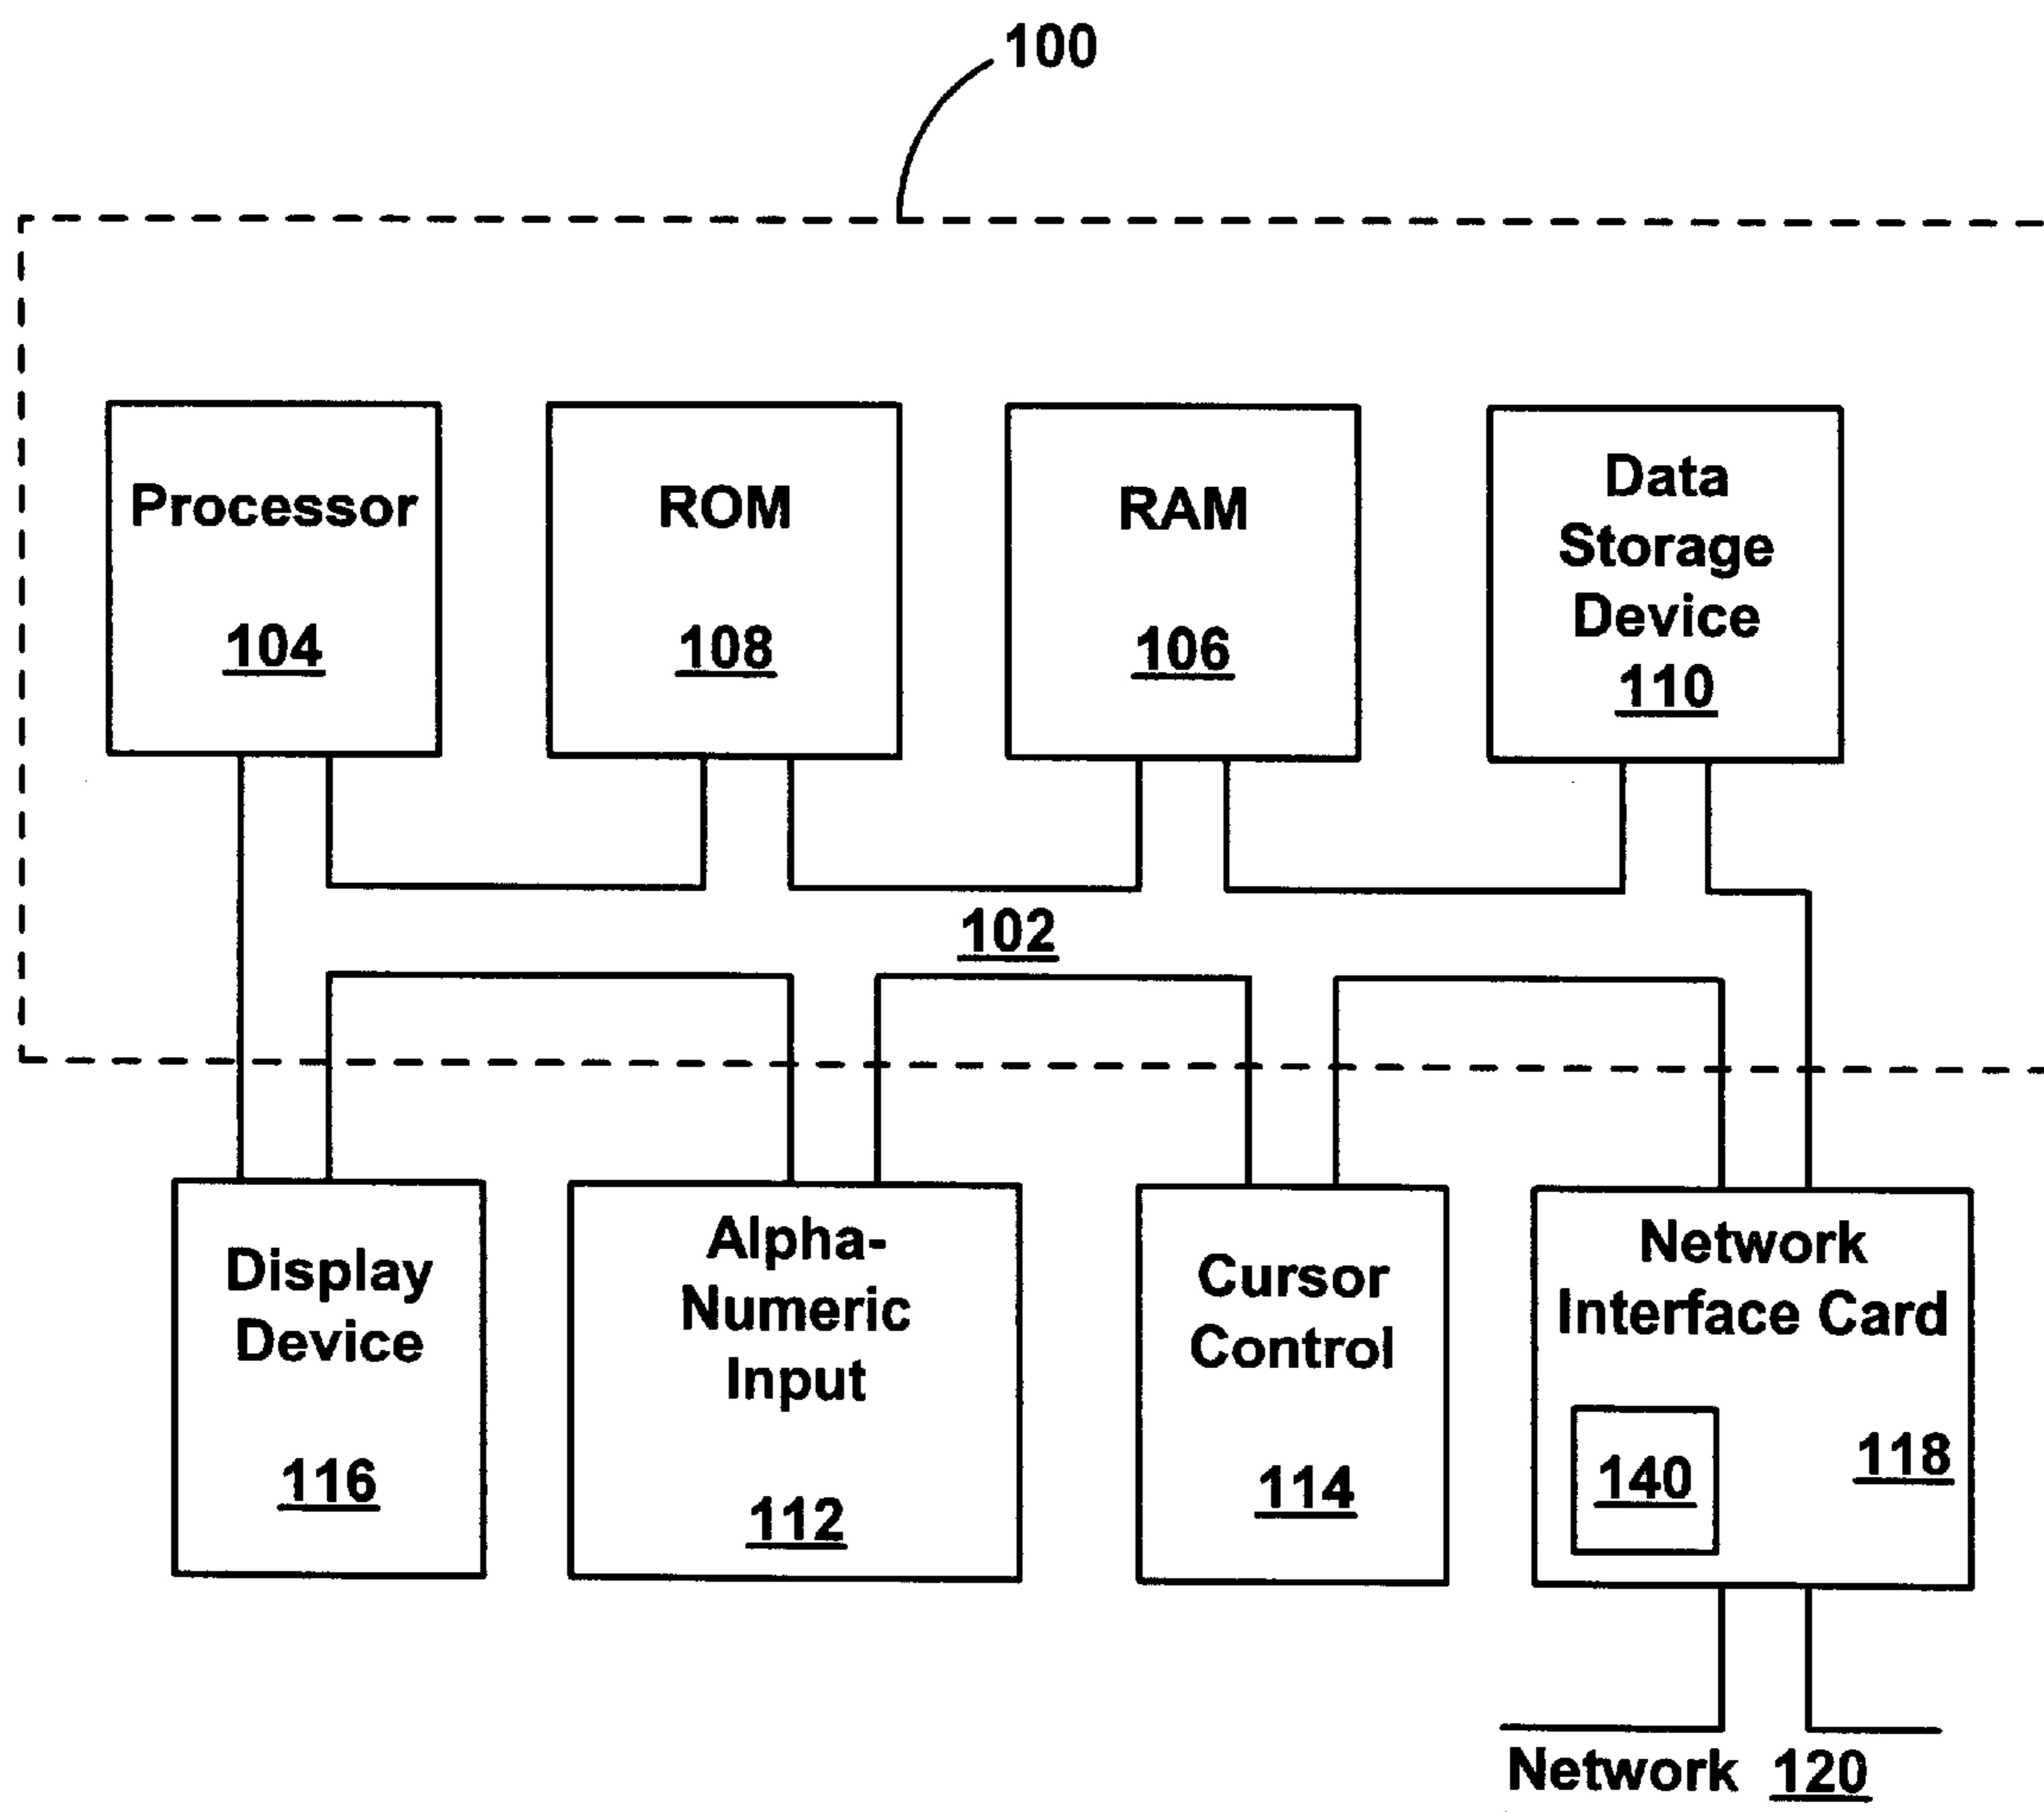 100
Processor
104
ROM
108
RAM
106
Data
Storage
Device
110
102
Display
Device
116
Alpha-
Numeric
Input
112
Cursor
Control
114
Network
Interface Card
118
140
Network 120